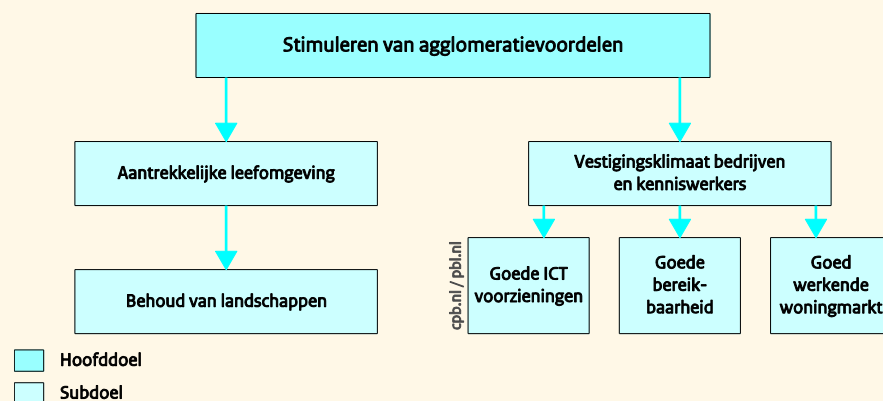 Stimuleren van agglomeratievoordelen
Aantrekkelijke leefomgeving
Vestigingsklimaat bedrijven
en kenniswerkers
Behoud van landschappen
cpb.nl / pbl.nl
Goede ICT
voorzieningen
Goede
bereik-
baarheid
Goed
werkende
woningmarkt
Hoofddoel
Subdoel